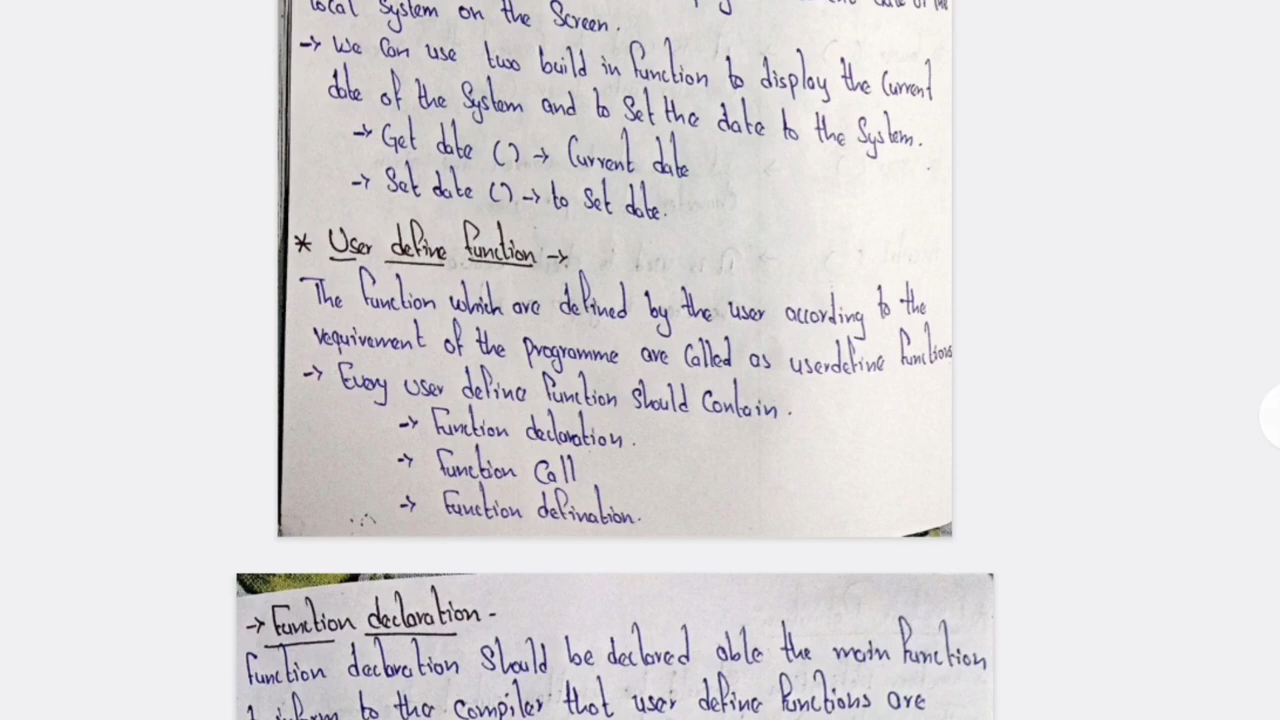 local System on the Screen.
→ We Can use two build in function to display the Current
date of the System and to Set the date to the System.
→ Get date () → Current date
→ Set date () → to Set date.
* User define function →
The function which are defined by the user according to the
requirement of the programme are Called as userdefine functions
→ Every user define function Should Contain.
→ Function declaration.
→ function Call
→ Function defination.
→ Function declaration -
function declaration Should be declared able the main function
to the compiler that user define functions are